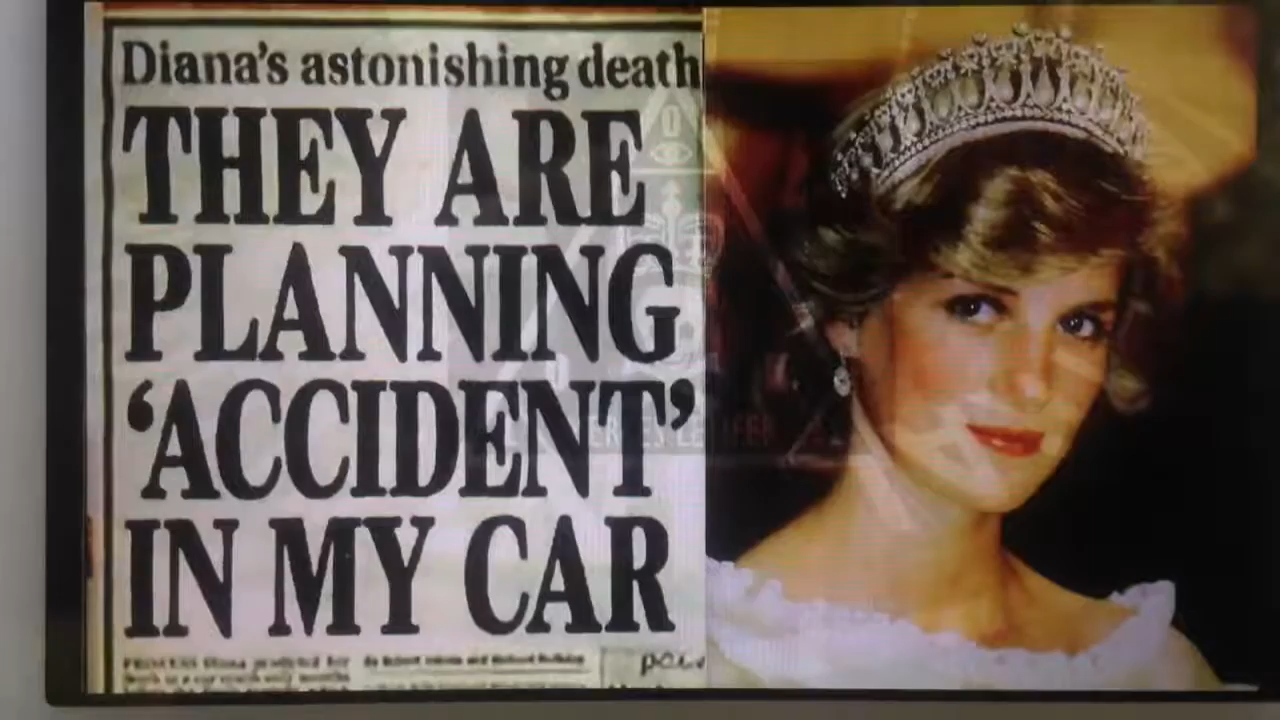 Diana's astonishing death
THEY ARE
PLANNING
‘ACCIDENT’
IN MY CAR